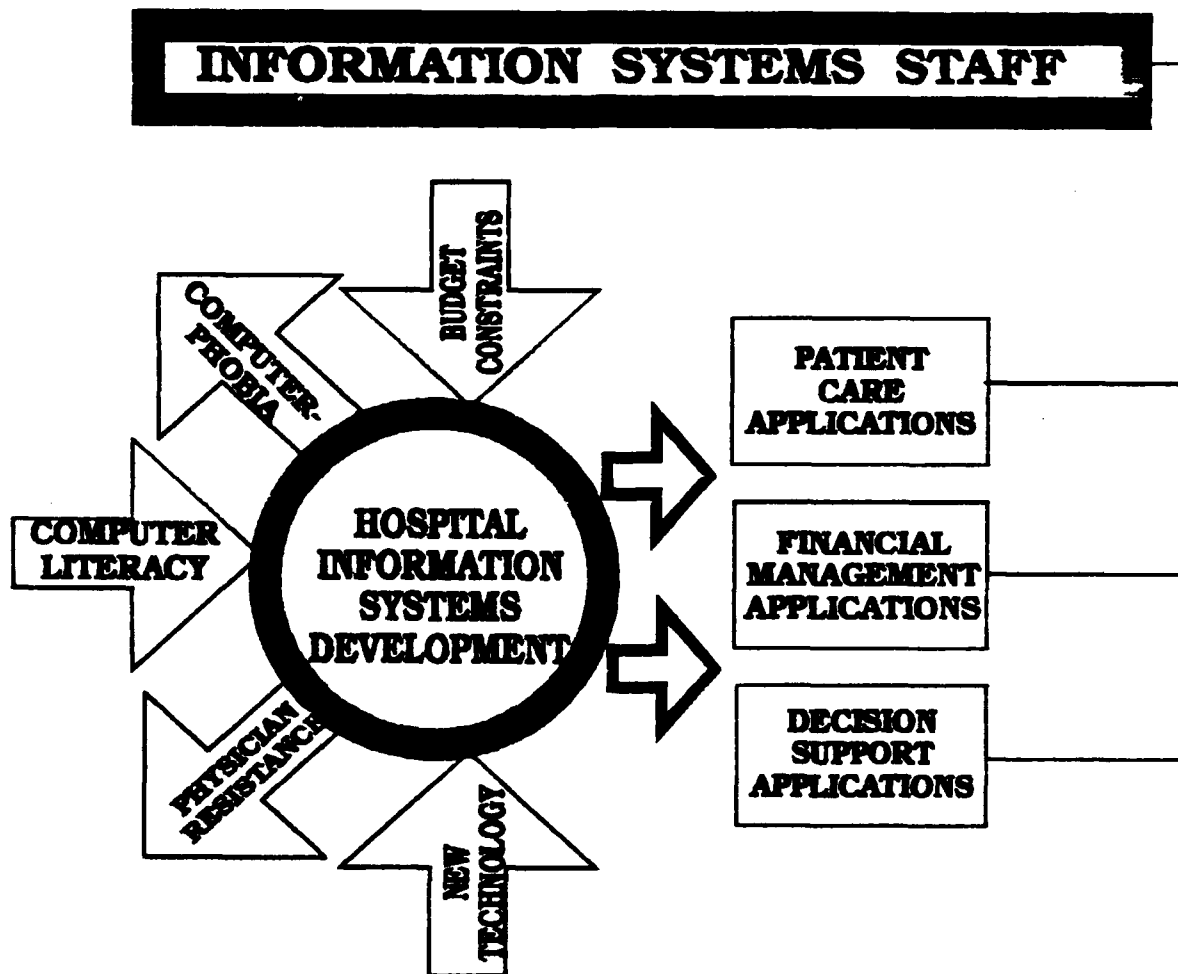 INFORMATION SYSTEMS STAFF
BUDGET
CONSTRAINTS
COMPUTER-
PHOBIA
COMPUTER
LITERACY
PHYSICIAN
RESISTANCE
NEW
TECHNOLOGY
HOSPITAL
INFORMATION
SYSTEMS
DEVELOPMENT
PATIENT
CARE
APPLICATIONS
FINANCIAL
MANAGEMENT
APPLICATIONS
DECISION
SUPPORT
APPLICATIONS